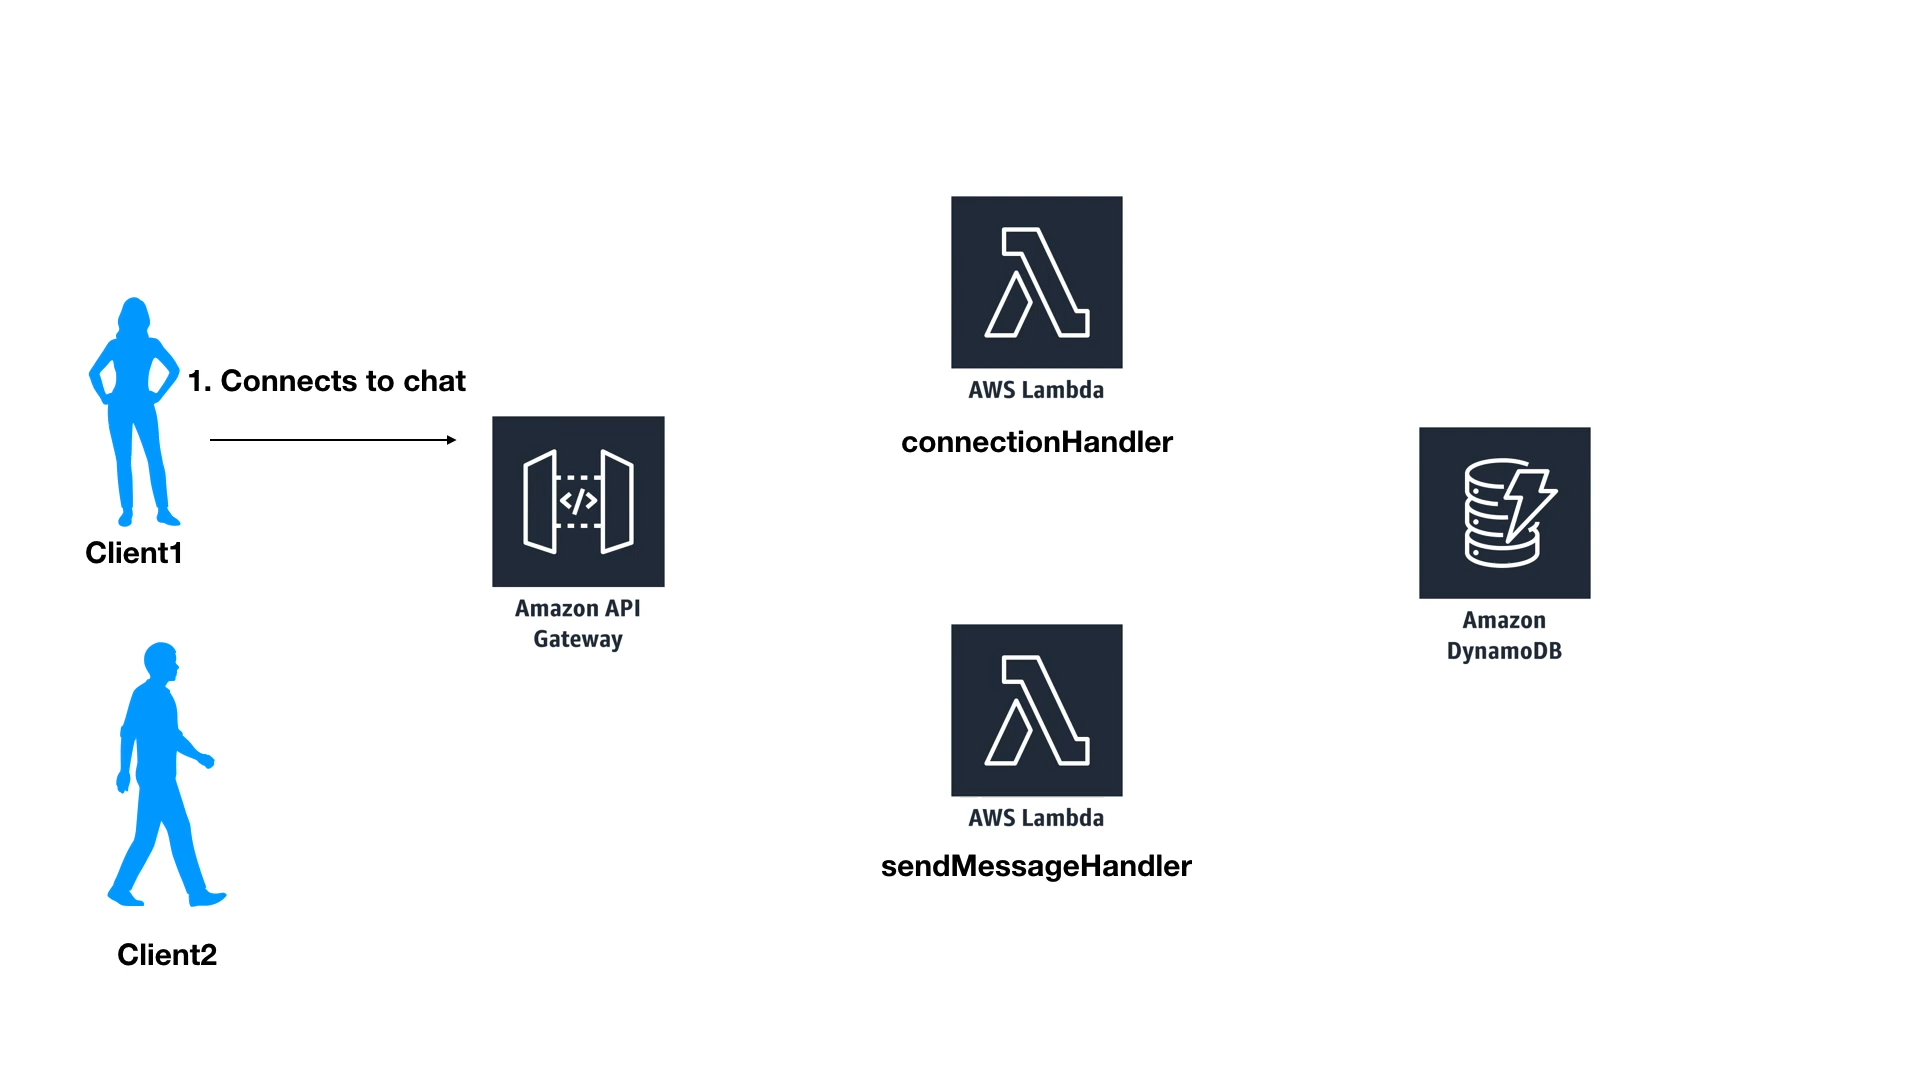 1. Connects to chat
Client1
Client2
</>
Amazon API
Gateway
AWS Lambda
connectionHandler
AWS Lambda
sendMessageHandler
Amazon
DynamoDB